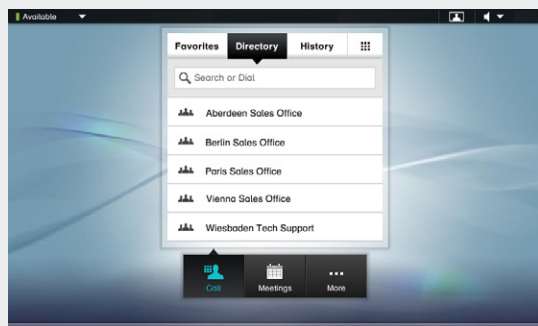 Available
Favorites Directory History
Search or Dial
Aberdeen Sales Office
Berlin Sales Office
Paris Sales Office
Vienna Sales Office
Wiesbaden Tech Support
Call Meetings More